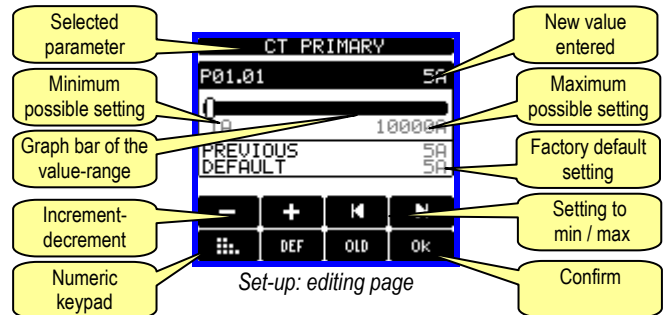 Selected
parameter
CT PRIMARY
New value
entered
P01.01 5A
Minimum
possible setting
Maximum
possible setting
1A 10000A
Graph bar of the
value-range
PREVIOUS 5A
DEFAULT 5A
Factory default
setting
Increment-
decrement
Setting to
min / max
DEF OLD Ok
Numeric
keypad
Confirm
Set-up: editing page